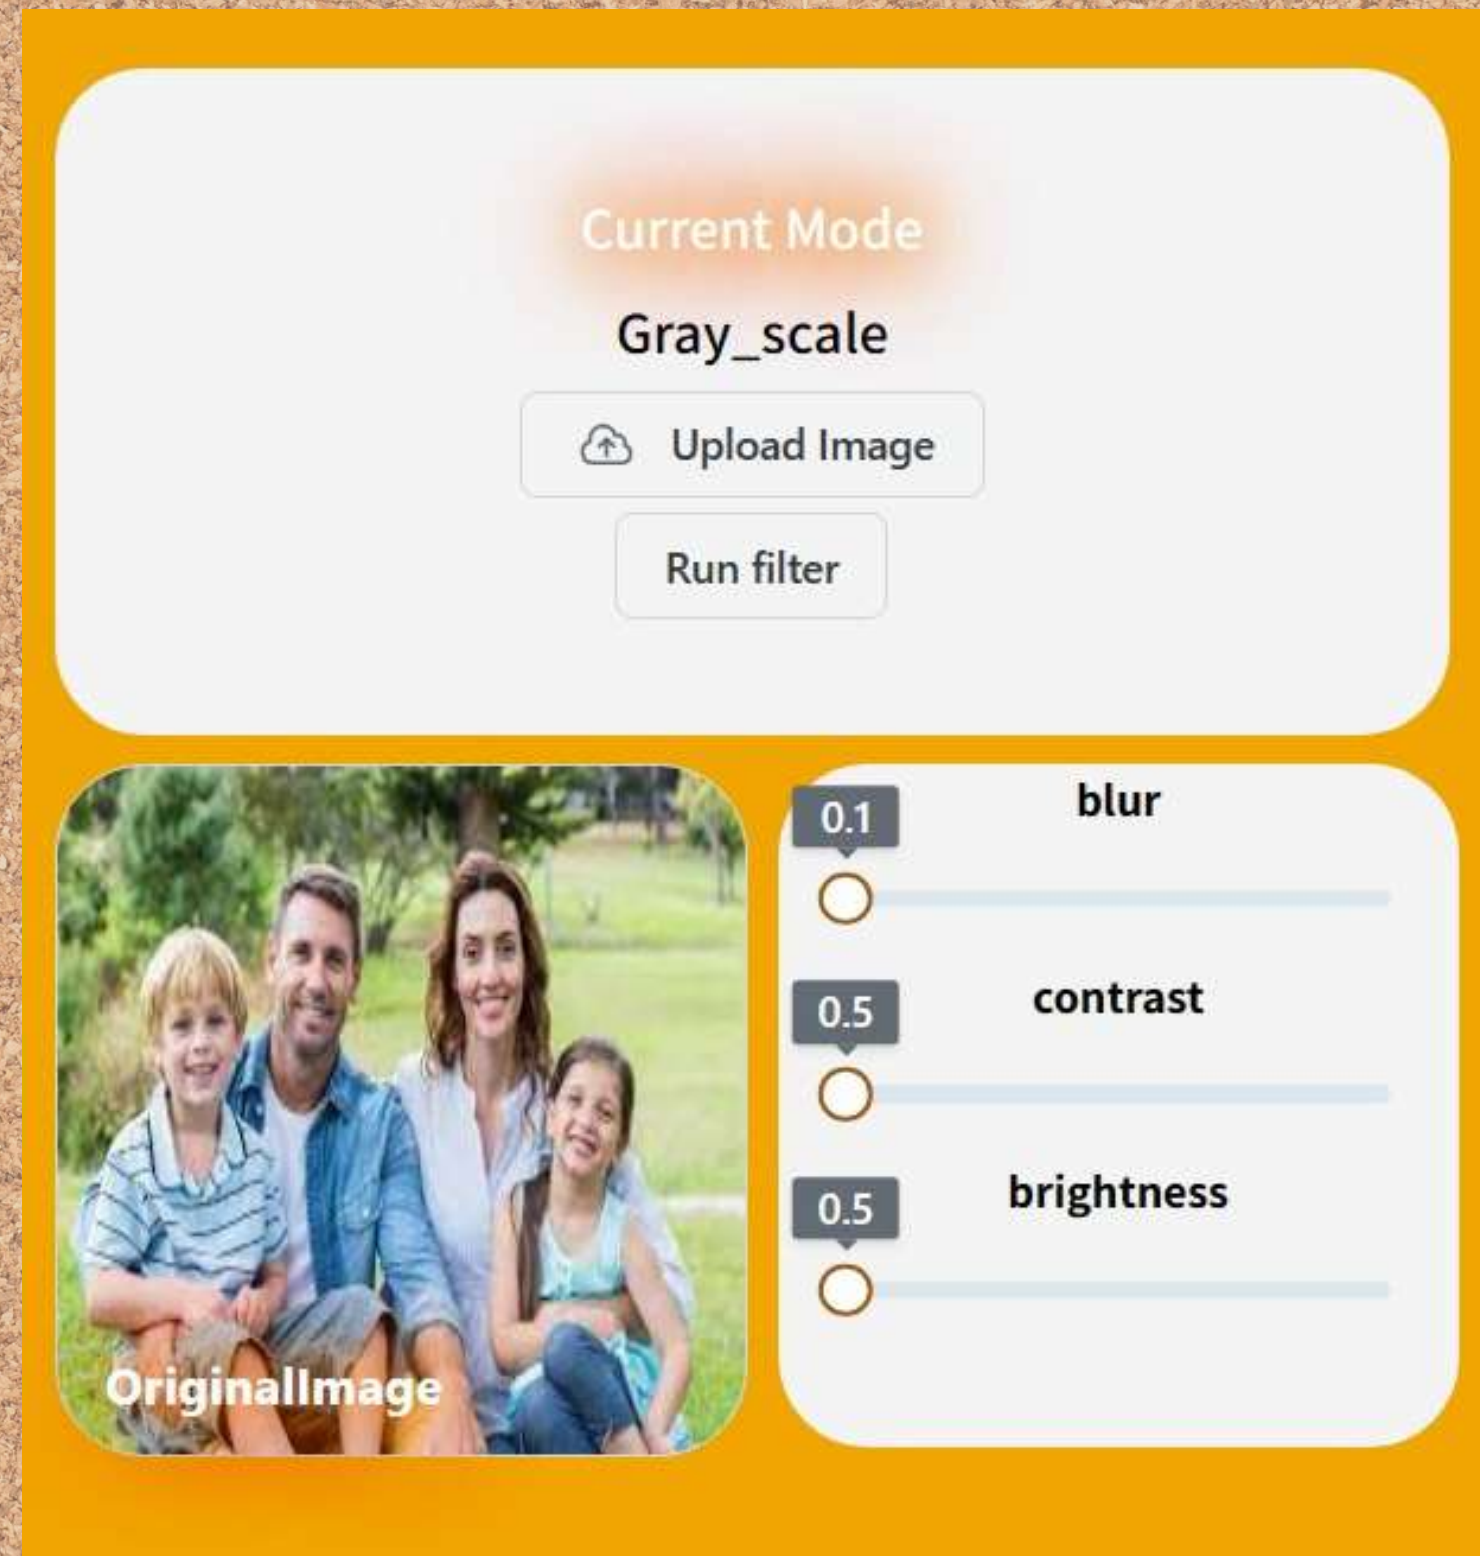 Current Mode
Gray_scale
Upload Image
Run filter
OriginalImage
blur
0.1
contrast
0.5
brightness
0.5